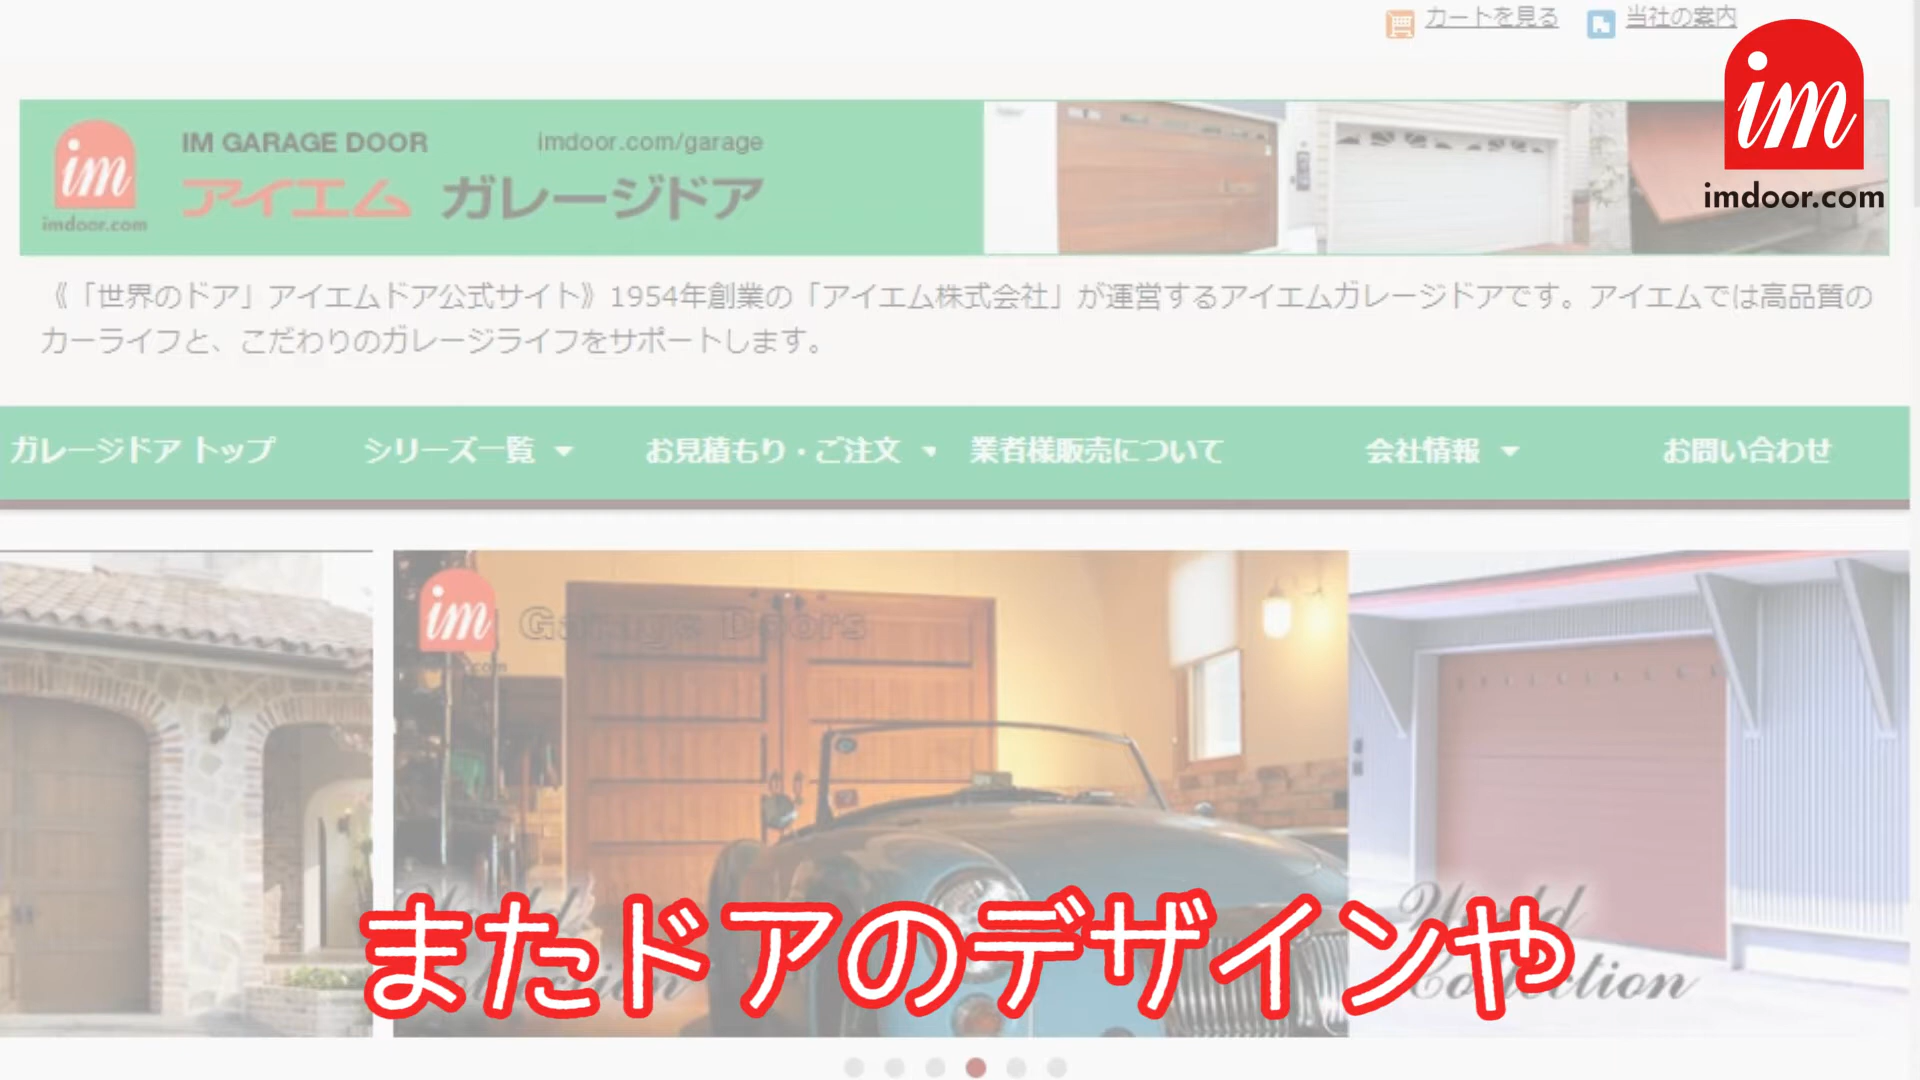 カートを見る
当社の案内
im
imdoor.com
im
imdoor.com
IM GARAGE DOOR
imdoor.com/garage
アイエム ガレージドア
《「世界のドア」アイエムドア公式サイト》1954年創業の「アイエム株式会社」が運営するアイエムガレージドアです。アイエムでは高品質の
カーライフと、こだわりのガレージライフをサポートします。
ガレージドア トップ
シリーズ一覧
お見積もり・ご注文
業者様販売について
会社情報
お問い合わせ
im
Garage Doors
World
Collection
World
Collection
またドアのデザインや